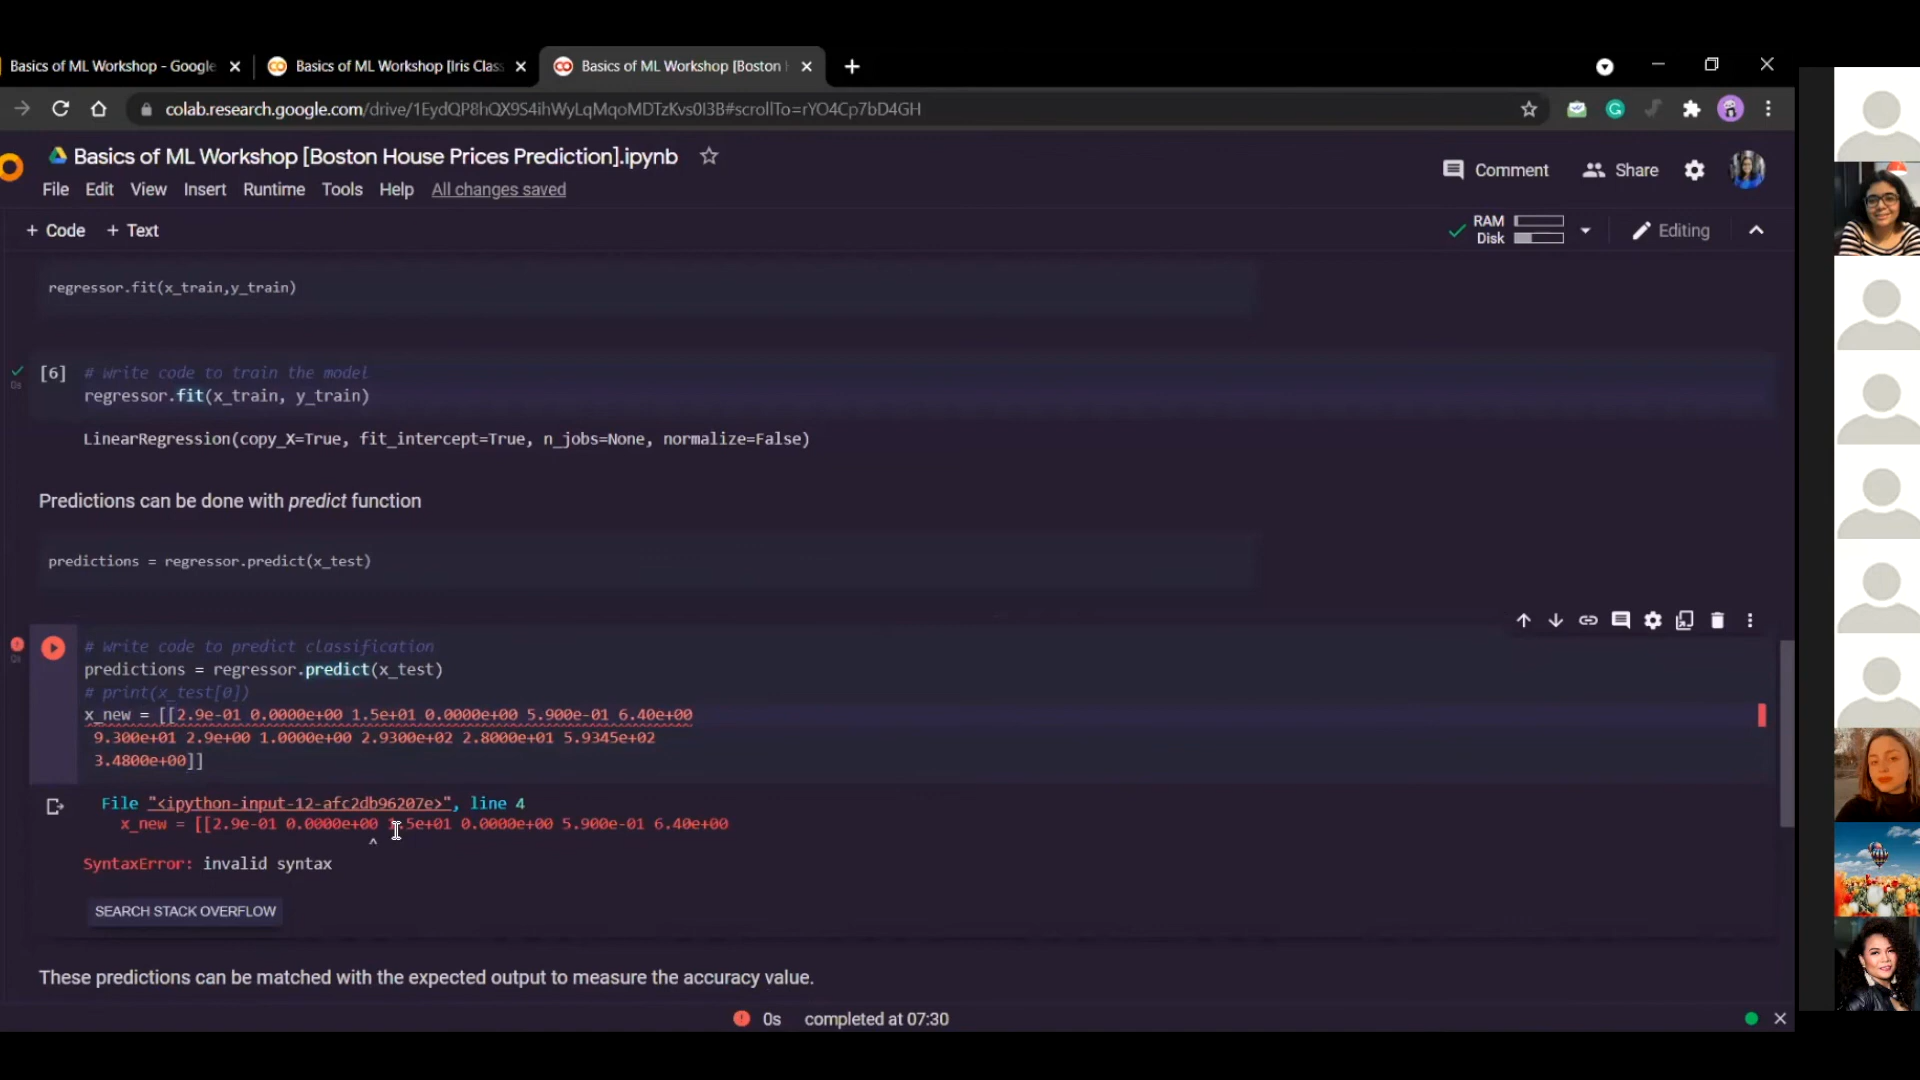 Basics of ML Workshop - Google
Basics of ML Workshop [Iris Clas
Basics of ML Workshop [Boston
colab.research.google.com/drive/1EydQP8hQX9S4ihWyLqMqoMDTzKvs0I3B#scrollTo=rYO4Cp7bD4GH
Basics of ML Workshop [Boston House Prices Prediction].ipynb
Comment Share
File Edit View Insert Runtime Tools Help All changes saved
+ Code + Text
RAM
Disk
Editing
regressor.fit(x_train,y_train)
[6] # Write code to train the model
0s
regressor.fit(x_train, y_train)
LinearRegression(copy_X=True, fit_intercept=True, n_jobs=None, normalize=False)
Predictions can be done with predict function
predictions = regressor.predict(x_test)
# Write code to predict classification
0s
predictions = regressor.predict(x_test)
# print(x_test[0])
x_new = [[2.9e-01 0.0000e+00 1.5e+01 0.0000e+00 5.900e-01 6.40e+00
9.300e+01 2.9e+00 1.0000e+00 2.9300e+02 2.8000e+01 5.9345e+02
3.4800e+00]]
File "<ipython-input-12-afc2db96207e>", line 4
x_new = [[2.9e-01 0.0000e+00 1.5e+01 0.0000e+00 5.900e-01 6.40e+00
^
SyntaxError: invalid syntax
SEARCH STACK OVERFLOW
These predictions can be matched with the expected output to measure the accuracy value.
0s completed at 07:30